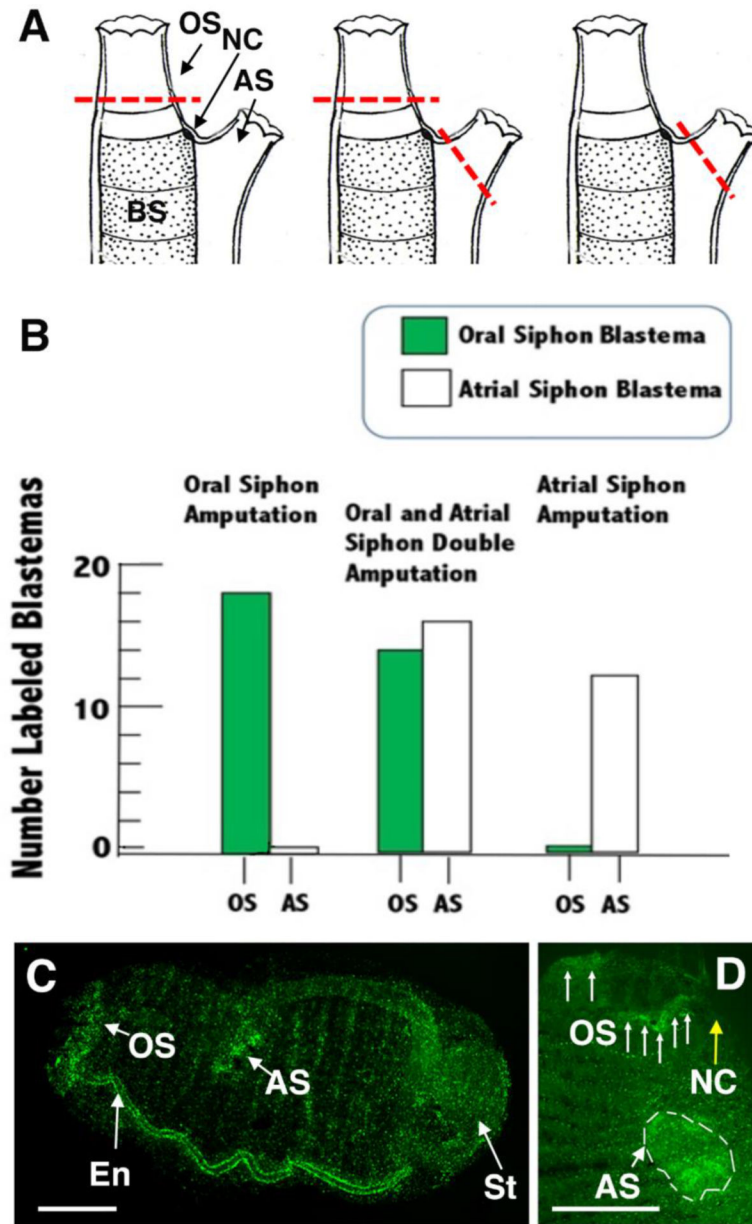 A
OS
NC
AS
BS
B
Oral Siphon Blastema
Atrial Siphon Blastema
Oral Siphon
Amputation
Oral and Atrial
Siphon Double
Amputation
Atrial Siphon
Amputation
Number Labeled Blastemas
20
10
0
OS AS
OS AS
OS AS
C
OS
AS
En
St
D
OS
NC
AS